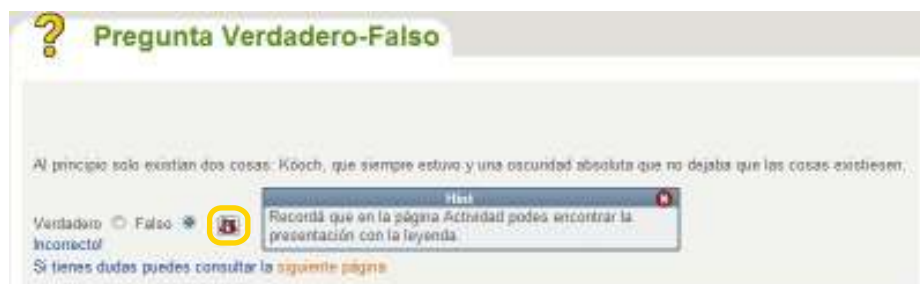 Pregunta Verdadero-Falso
Al principio solo existían dos cosas: Kóoch, que siempre estuvo y una oscuridad absoluta que no dejaba que las cosas existiesen.
Hint
Verdadero Falso
Recordá que en la página Actividad podes encontrar la
presentación con la leyenda.
Incorrecto!
Si tienes dudas puedes consultar la siguiente página